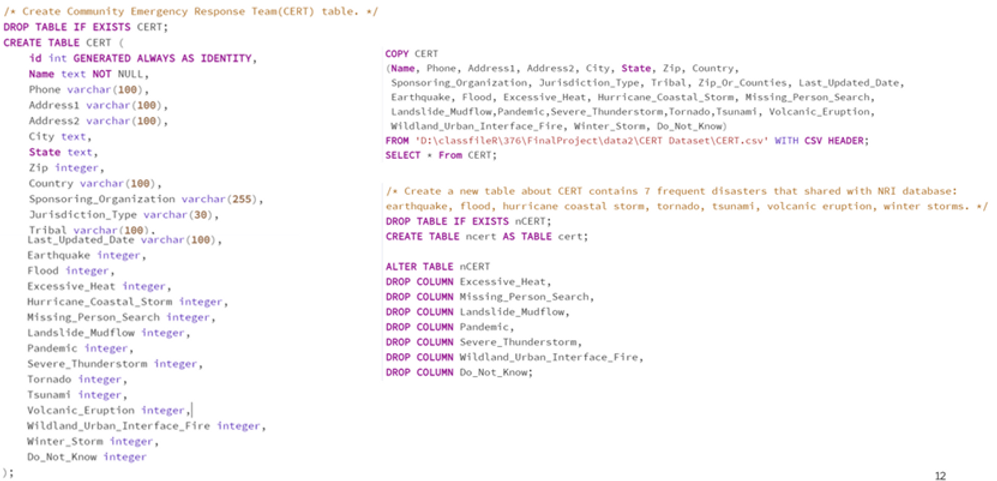 /* Create Community Emergency Response Team(CERT) table. */
DROP TABLE IF EXISTS CERT;
CREATE TABLE CERT (
id int GENERATED ALWAYS AS IDENTITY,
Name text NOT NULL,
Phone varchar(100),
Address1 varchar(100),
Address2 varchar(100),
City text,
State text,
Zip integer,
Country varchar(100),
Sponsoring_Organization varchar(255),
Jurisdiction_Type varchar(30),
Tribal varchar(100),
Last_Updated_Date varchar(100),
Earthquake integer,
Flood integer,
Excessive_Heat integer,
Hurricane_Coastal_Storm integer,
Missing_Person_Search integer,
Landslide_Mudflow integer,
Pandemic integer,
Severe_Thunderstorm integer,
Tornado integer,
Tsunami integer,
Volcanic_Eruption integer,
Wildland_Urban_Interface_Fire integer,
Winter_Storm integer,
Do_Not_Know integer
);
COPY CERT
(Name, Phone, Address1, Address2, City, State, Zip, Country,
Sponsoring_Organization, Jurisdiction_Type, Tribal, Zip_Or_Counties, Last_Updated_Date,
Earthquake, Flood, Excessive_Heat, Hurricane_Coastal_Storm, Missing_Person_Search,
Landslide_Mudflow,Pandemic,Severe_Thunderstorm,Tornado,Tsunami, Volcanic_Eruption,
Wildland_Urban_Interface_Fire, Winter_Storm, Do_Not_Know)
FROM 'D:\classfileR\376\FinalProject\data2\CERT Dataset\CERT.csv' WITH CSV HEADER;
SELECT * From CERT;
/* Create a new table about CERT contains 7 frequent disasters that shared with NRI database:
earthquake, flood, hurricane coastal storm, tornado, tsunami, volcanic eruption, winter storms. */
DROP TABLE IF EXISTS nCERT;
CREATE TABLE ncert AS TABLE cert;
ALTER TABLE nCERT
DROP COLUMN Excessive_Heat,
DROP COLUMN Missing_Person_Search,
DROP COLUMN Landslide_Mudflow,
DROP COLUMN Pandemic,
DROP COLUMN Severe_Thunderstorm,
DROP COLUMN Wildland_Urban_Interface_Fire,
DROP COLUMN Do_Not_Know;
12